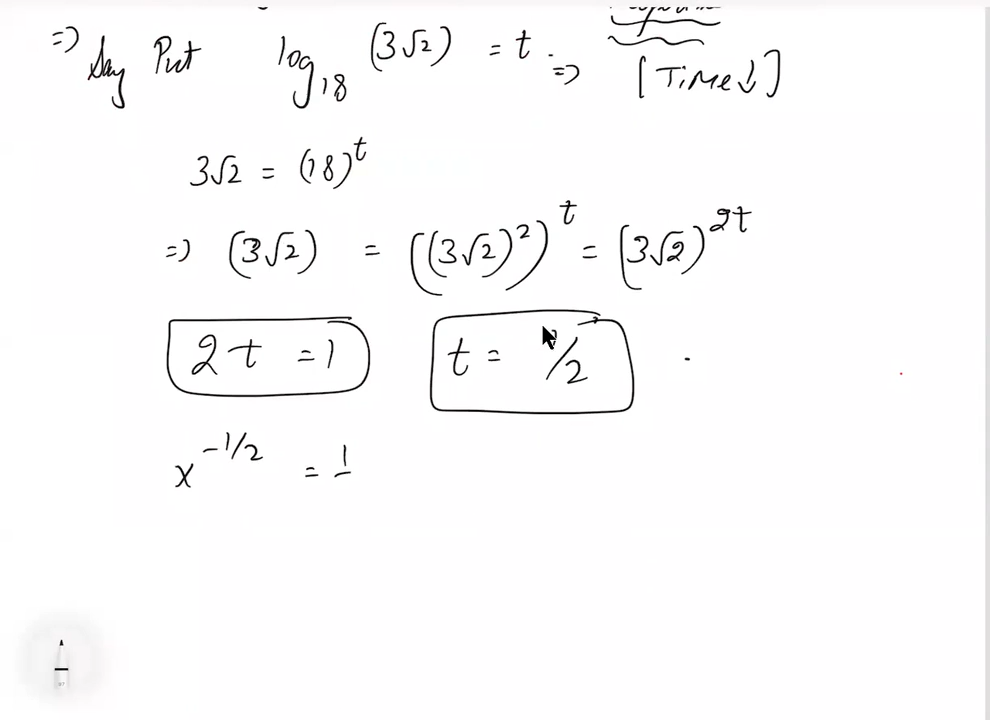 ⇒ Say Put log₁₈ (3√2) = t. ⇒ [Time↓]
3√2 = (18)^t
⇒ (3√2) = ((3√2)²)^t = (3√2)^2t
2t = 1 t = 1/2 .
x^-1/2 = 1